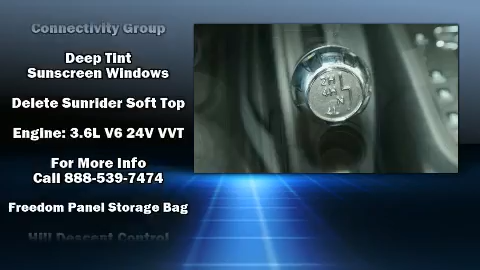 Connectivity Group
Deep Tint
Sunscreen Windows
Delete Sunrider Soft Top
Engine: 3.6L V6 24V VVT
For More Info
Call 888-539-7474
Freedom Panel Storage Bag
Hill Descent Control
N